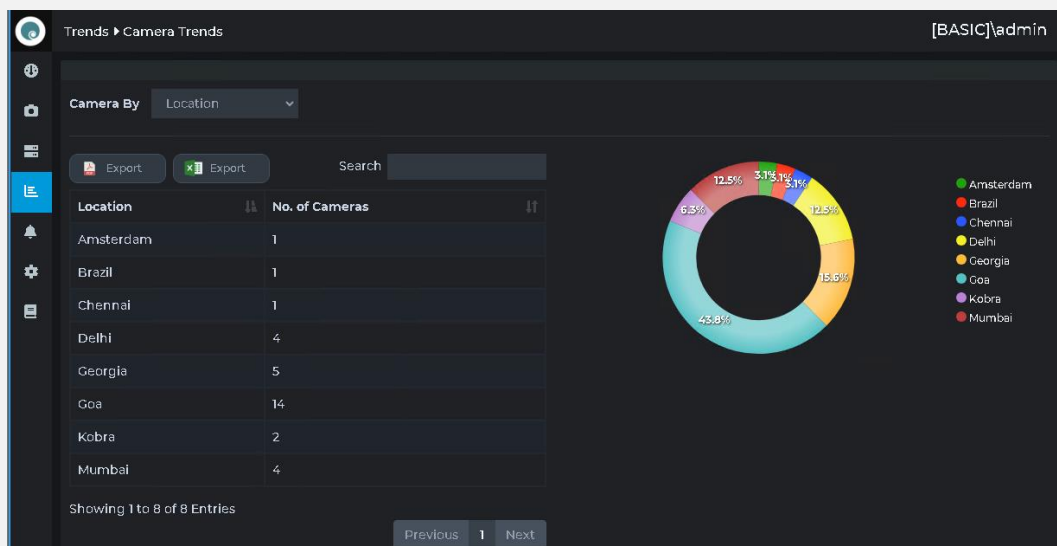 Trends Camera Trends [BASIC]\admin
Camera By Location
Export Export Search
Location No. of Cameras
Amsterdam 1
Brazil 1
Chennai 1
Delhi 4
Georgia 5
Goa 14
Kobra 2
Mumbai 4
Showing 1 to 8 of 8 Entries
Previous 1 Next
12.5% 3.1% 3.1% 3.1%
6.3% 12.5%
15.6%
43.8%
Amsterdam
Brazil
Chennai
Delhi
Georgia
Goa
Kobra
Mumbai